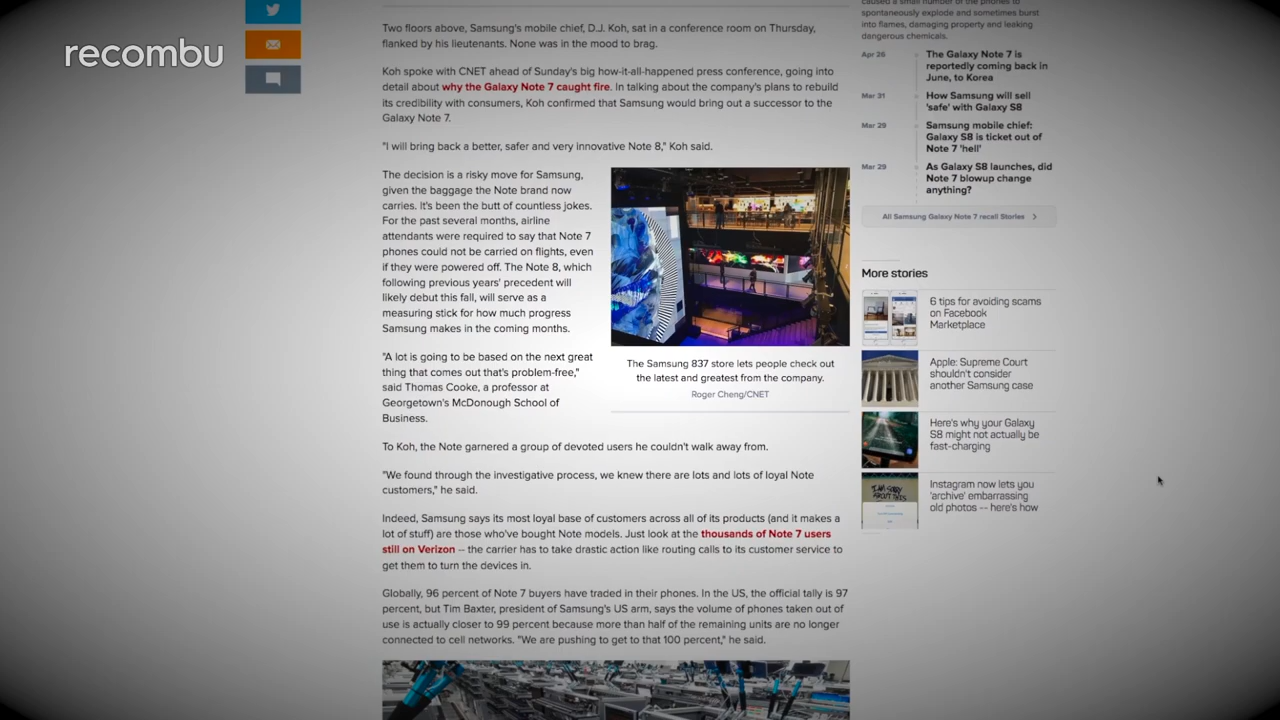 recombu
Two floors above, Samsung's mobile chief, D.J. Koh, sat in a conference room on Thursday,
flanked by his lieutenants. None was in the mood to brag.
Koh spoke with CNET ahead of Sunday's big how-it-all-happened press conference, going into
detail about why the Galaxy Note 7 caught fire. In talking about the company's plans to rebuild
its credibility with consumers, Koh confirmed that Samsung would bring out a successor to the
Galaxy Note 7.
"I will bring back a better, safer and very innovative Note 8," Koh said.
The decision is a risky move for Samsung,
given the baggage the Note brand now
carries. It's been the butt of countless jokes.
For the past several months, airline
attendants were required to say that Note 7
phones could not be carried on flights, even
if they were powered off. The Note 8, which
following previous years' precedent will
likely debut this fall, will serve as a
measuring stick for how much progress
Samsung makes in the coming months.
The Samsung 837 store lets people check out
the latest and greatest from the company.
Roger Cheng/CNET
"A lot is going to be based on the next great
thing that comes out that's problem-free,"
said Thomas Cooke, a professor at
Georgetown's McDonough School of
Business.
To Koh, the Note garnered a group of devoted users he couldn't walk away from.
"We found through the investigative process, we knew there are lots and lots of loyal Note
customers," he said.
Indeed, Samsung says its most loyal base of customers across all of its products (and it makes a
lot of stuff) are those who've bought Note models. Just look at the thousands of Note 7 users
still on Verizon -- the carrier has to take drastic action like routing calls to its customer service to
get them to turn the devices in.
Globally, 96 percent of Note 7 buyers have traded in their phones. In the US, the official tally is 97
percent, but Tim Baxter, president of Samsung's US arm, says the volume of phones taken out of
use is actually closer to 99 percent because more than half of the remaining units are no longer
connected to cell networks. "We are pushing to get to that 100 percent," he said.
caused a small number of the phones to
spontaneously explode and sometimes burst
into flames, damaging property and leaking
dangerous chemicals.
Apr 26
The Galaxy Note 7 is
reportedly coming back in
June, to Korea
Mar 31
How Samsung will sell
'safe' with Galaxy S8
Mar 29
Samsung mobile chief:
Galaxy S8 is ticket out of
Note 7 'hell'
Mar 29
As Galaxy S8 launches, did
Note 7 blowup change
anything?
All Samsung Galaxy Note 7 recall Stories
More stories
6 tips for avoiding scams
on Facebook
Marketplace
Apple: Supreme Court
shouldn't consider
another Samsung case
Here's why your Galaxy
S8 might not actually be
fast-charging
I AM SORRY
ABOUT THIS
Instagram now lets you
'archive' embarrassing
old photos -- here's how